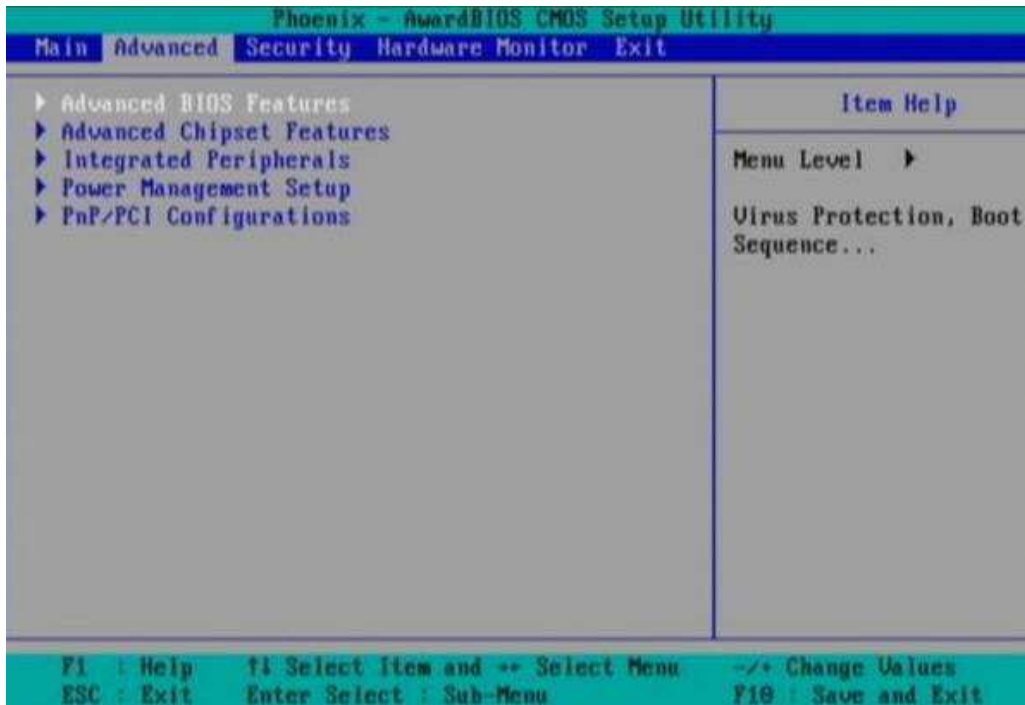 Phoenix - AwardBIOS CMOS Setup Utility
Main Advanced Security Hardware Monitor Exit
Advanced BIOS Features
Advanced Chipset Features
Integrated Peripherals
Power Management Setup
PnP/PCI Configurations
Item Help
Menu Level
Virus Protection, Boot
Sequence...
F1 : Help ↑↓ Select Item and ←→ Select Menu -/+ Change Values
ESC : Exit Enter Select : Sub-Menu F10 : Save and Exit